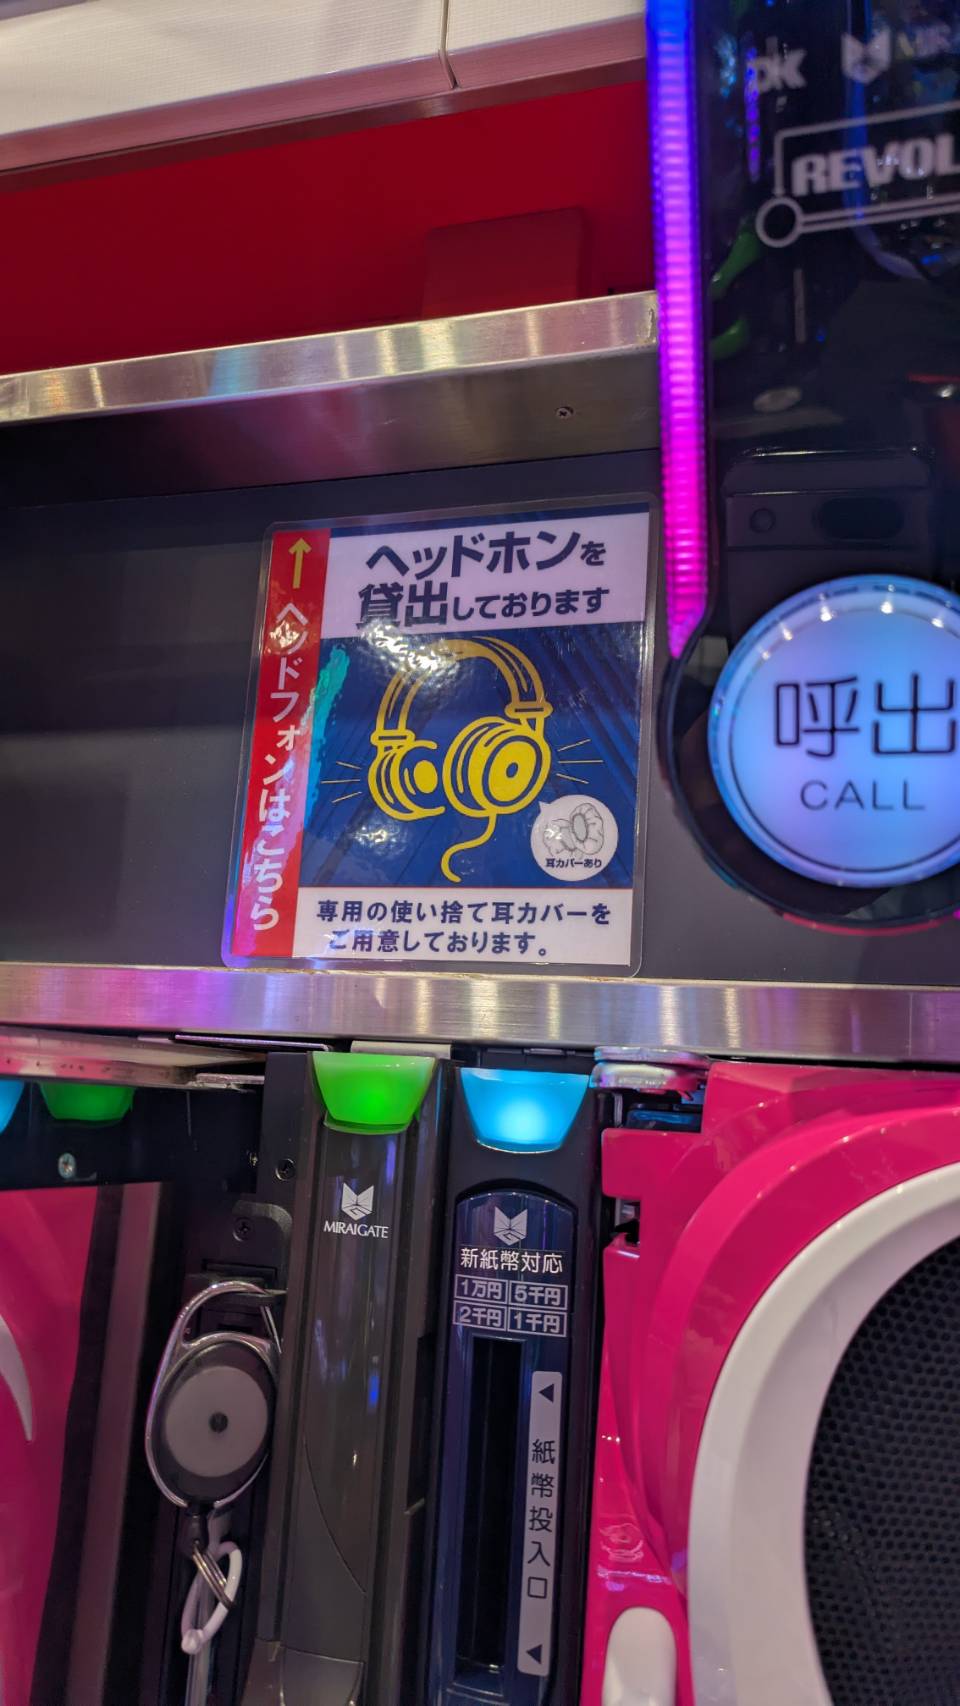 REVOL
ヘッドホンを
貸出しております
↑ヘッドフォンはこちら
耳カバーあり
専用の使い捨て耳カバーを
ご用意しております。
呼出
CALL
MIRAIGATE
新紙幣対応
1万円 5千円
2千円 1千円
紙幣投入口